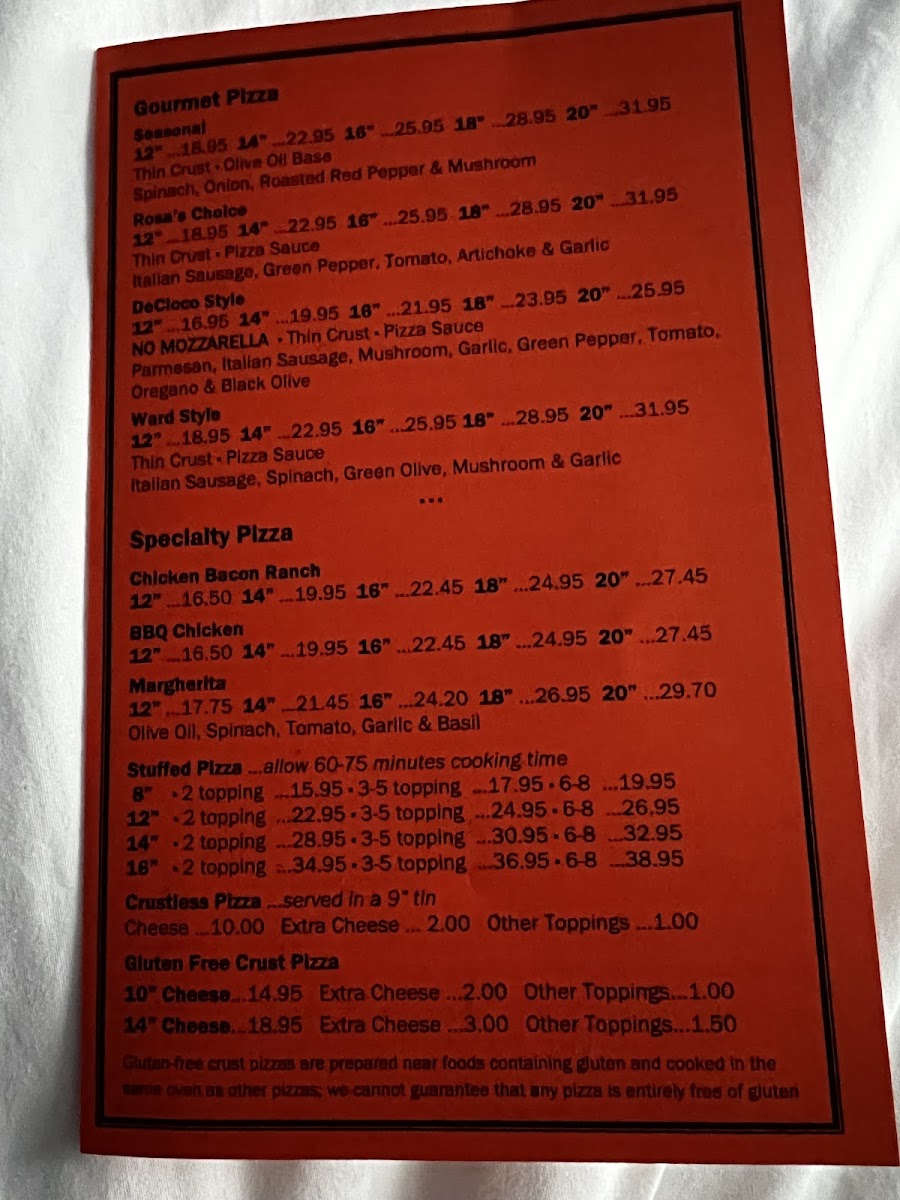 Gourmet Pizza
Seasonal
12" ...18.95 14" ...22.95 16" ...25.95 18" ...28.95 20" ...31.95
Thin Crust • Olive Oil Base
Spinach, Onion, Roasted Red Pepper & Mushroom
Rosa's Choice
12" ...18.95 14" ...22.95 16" ...25.95 18" ...28.95 20" ...31.95
Thin Crust • Pizza Sauce
Italian Sausage, Green Pepper, Tomato, Artichoke & Garlic
DeCioco Style
12" ...16.95 14" ...19.95 16" ...21.95 18" ...23.95 20" ...25.95
NO MOZZARELLA • Thin Crust • Pizza Sauce
Parmesan, Italian Sausage, Mushroom, Garlic, Green Pepper, Tomato,
Oregano & Black Olive
Ward Style
12" ...18.95 14" ...22.95 16" ...25.95 18" ...28.95 20" ...31.95
Thin Crust • Pizza Sauce
Italian Sausage, Spinach, Green Olive, Mushroom & Garlic
...
Specialty Pizza
Chicken Bacon Ranch
12" ...16.50 14" ...19.95 16" ...22.45 18" ...24.95 20" ...27.45
BBQ Chicken
12" ...16.50 14" ...19.95 16" ...22.45 18" ...24.95 20" ...27.45
Margherita
12" ...17.75 14" ...21.45 16" ...24.20 18" ...26.95 20" ...29.70
Olive Oil, Spinach, Tomato, Garlic & Basil
Stuffed Pizza ...allow 60-75 minutes cooking time
8" • 2 topping ...15.95 • 3-5 topping ...17.95 • 6-8 ...19.95
12" • 2 topping ...22.95 • 3-5 topping ...24.95 • 6-8 ...26.95
14" • 2 topping ...28.95 • 3-5 topping ...30.95 • 6-8 ...32.95
16" • 2 topping ...34.95 • 3-5 topping ...36.95 • 6-8 ...38.95
Crustless Pizza ...served in a 9" tin
Cheese ...10.00 Extra Cheese ... 2.00 Other Toppings ...1.00
Gluten Free Crust Pizza
10" Cheese...14.95 Extra Cheese ...2.00 Other Toppings...1.00
14" Cheese...18.95 Extra Cheese ...3.00 Other Toppings...1.50
Gluten-free crust pizzas are prepared near foods containing gluten and cooked in the
same oven as other pizzas; we cannot guarantee that any pizza is entirely free of gluten